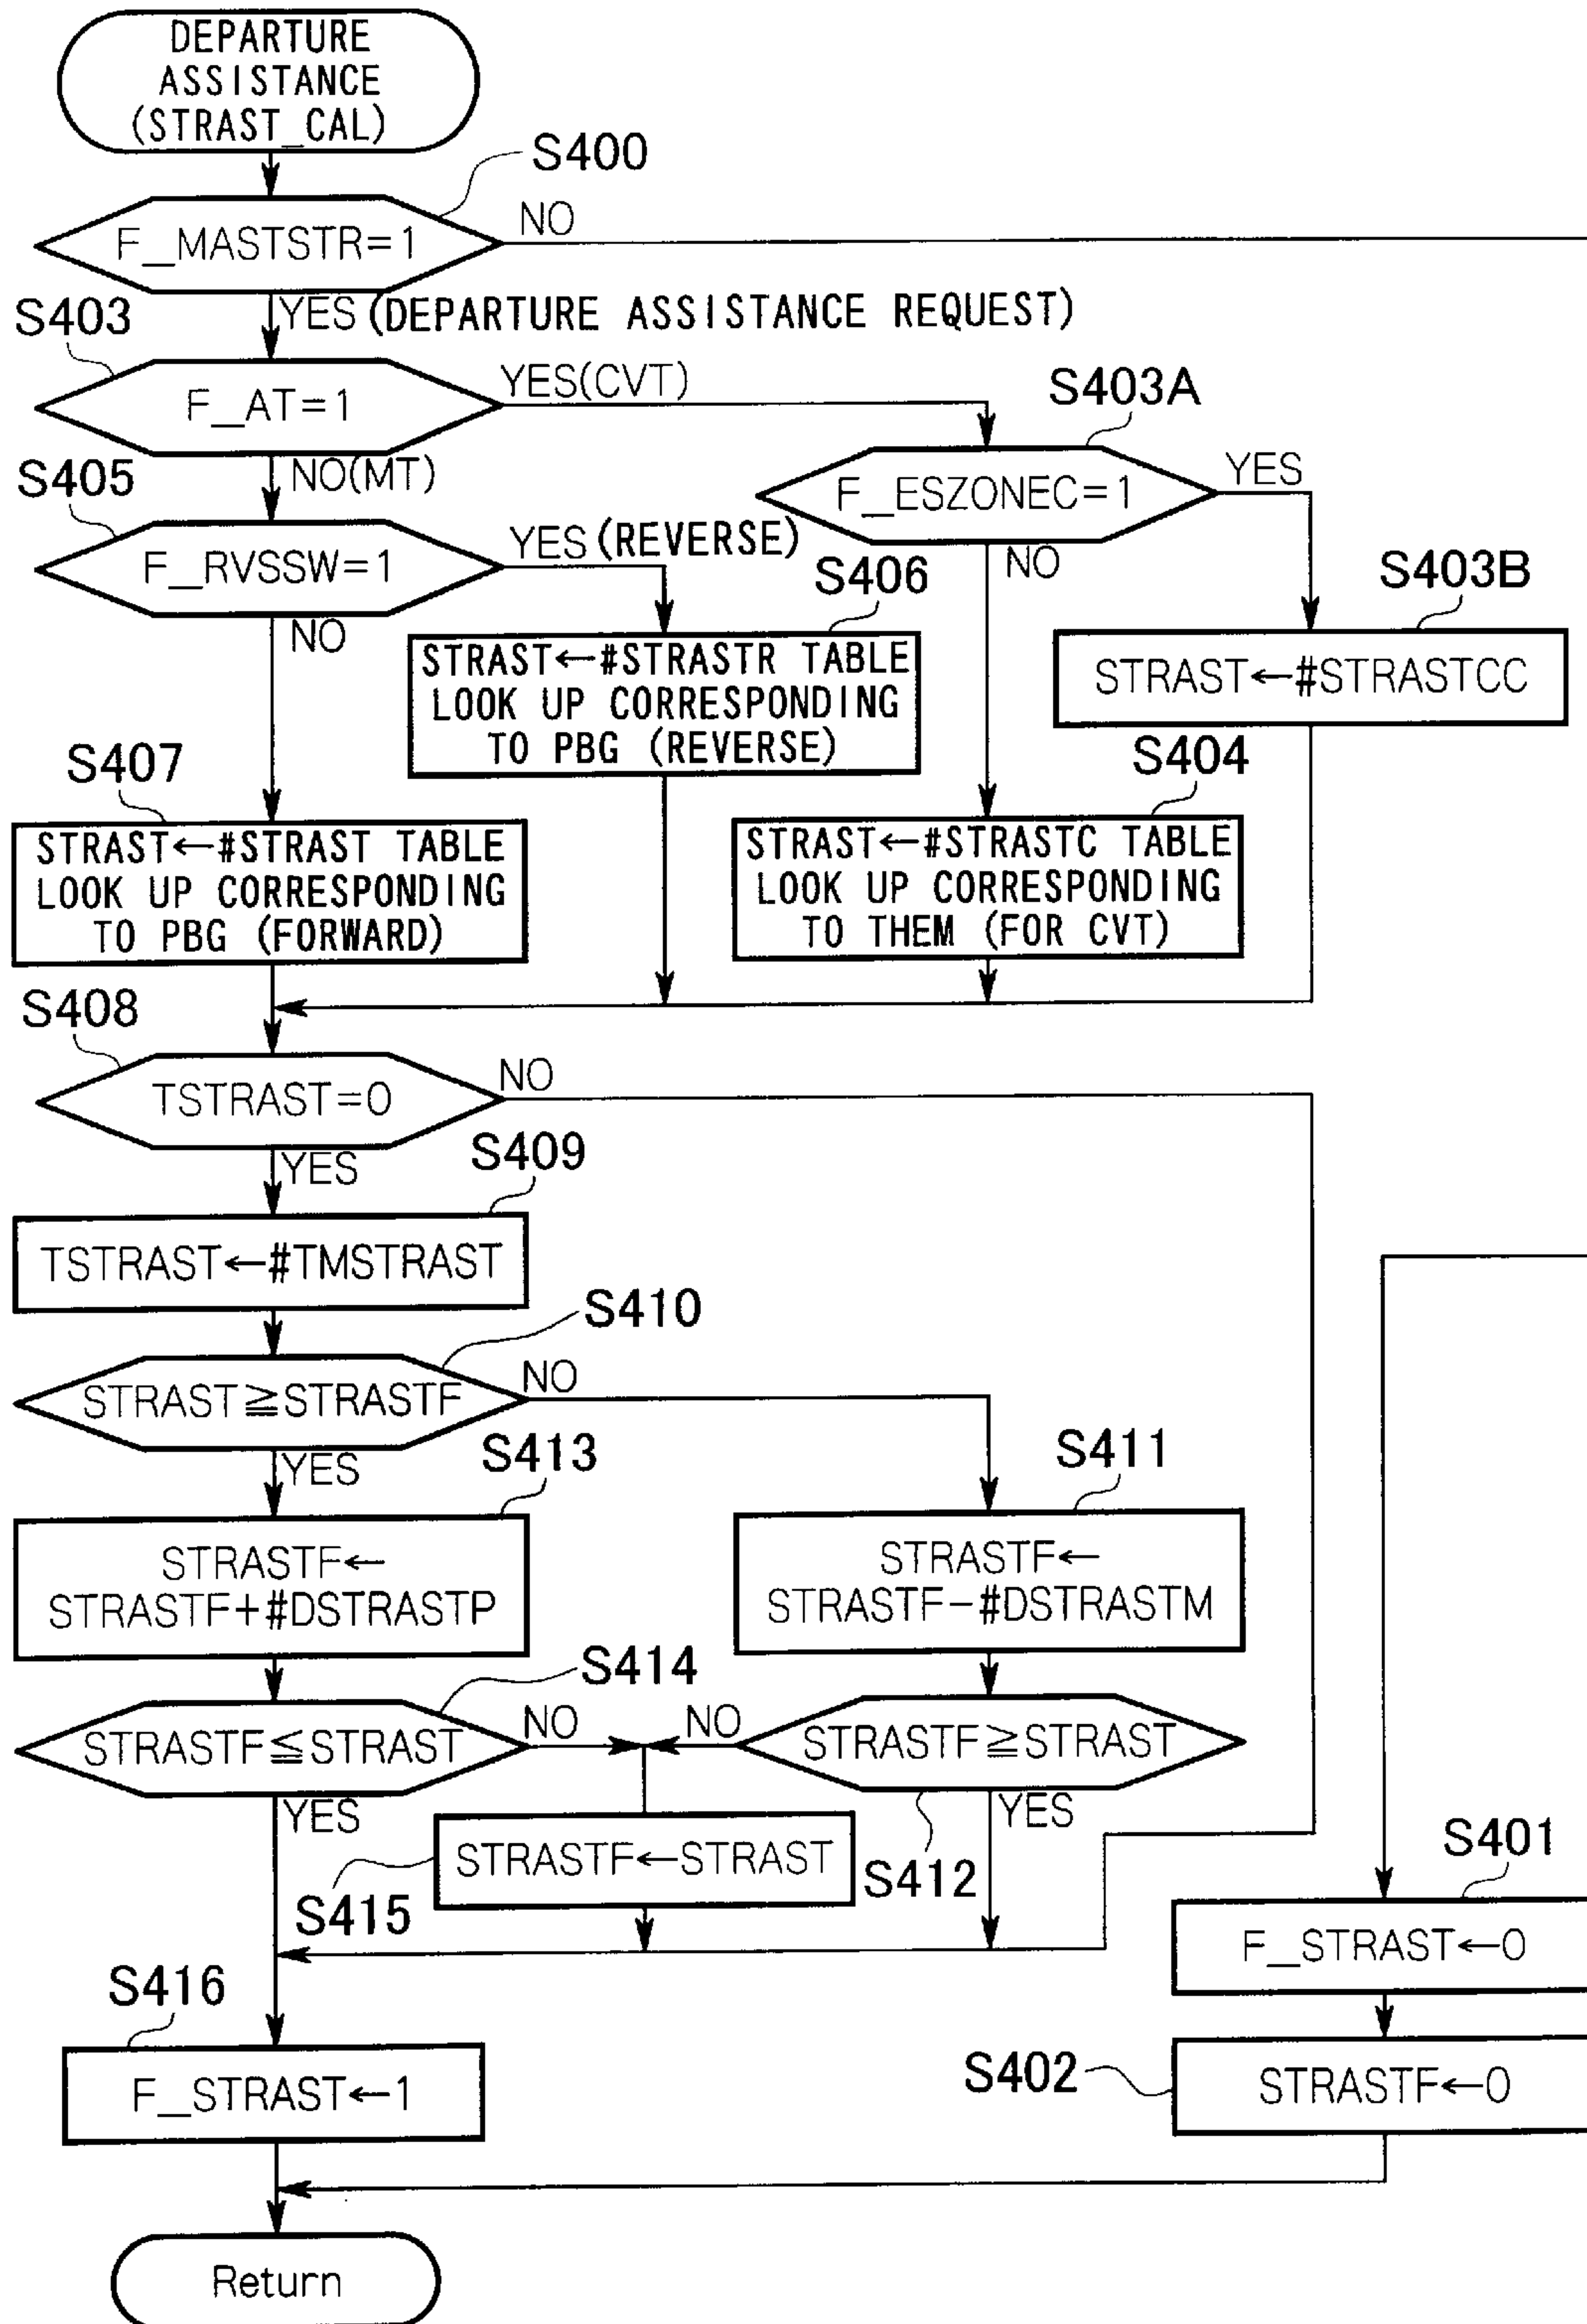 DEPARTURE
ASSISTANCE
(STRAST_CAL)
S400
F_MASTSTR=1
NO
YES (DEPARTURE ASSISTANCE REQUEST)
S403
F_AT=1
YES(CVT)
S403A
NO(MT)
S405
F_ESZONEC=1
YES
F_RVSSW=1
YES (REVERSE)
NO
NO
S406
S403B
STRAST←#STRASTR TABLE
LOOK UP CORRESPONDING
TO PBG (REVERSE)
STRAST←#STRASTCC
S407
S404
STRAST←#STRAST TABLE
LOOK UP CORRESPONDING
TO PBG (FORWARD)
STRAST←#STRASTC TABLE
LOOK UP CORRESPONDING
TO THEM (FOR CVT)
S408
TSTRAST=0
NO
YES
S409
TSTRAST←#TMSTRAST
S410
STRAST≧STRASTF
NO
YES
S413
S411
STRASTF←
STRASTF+#DSTRASTP
STRASTF←
STRASTF-#DSTRASTM
S414
STRASTF≦STRAST
NO
NO
STRASTF≧STRAST
YES
YES
STRASTF←STRAST
S412
S415
S401
F_STRAST←0
S416
F_STRAST←1
S402
STRASTF←0
Return